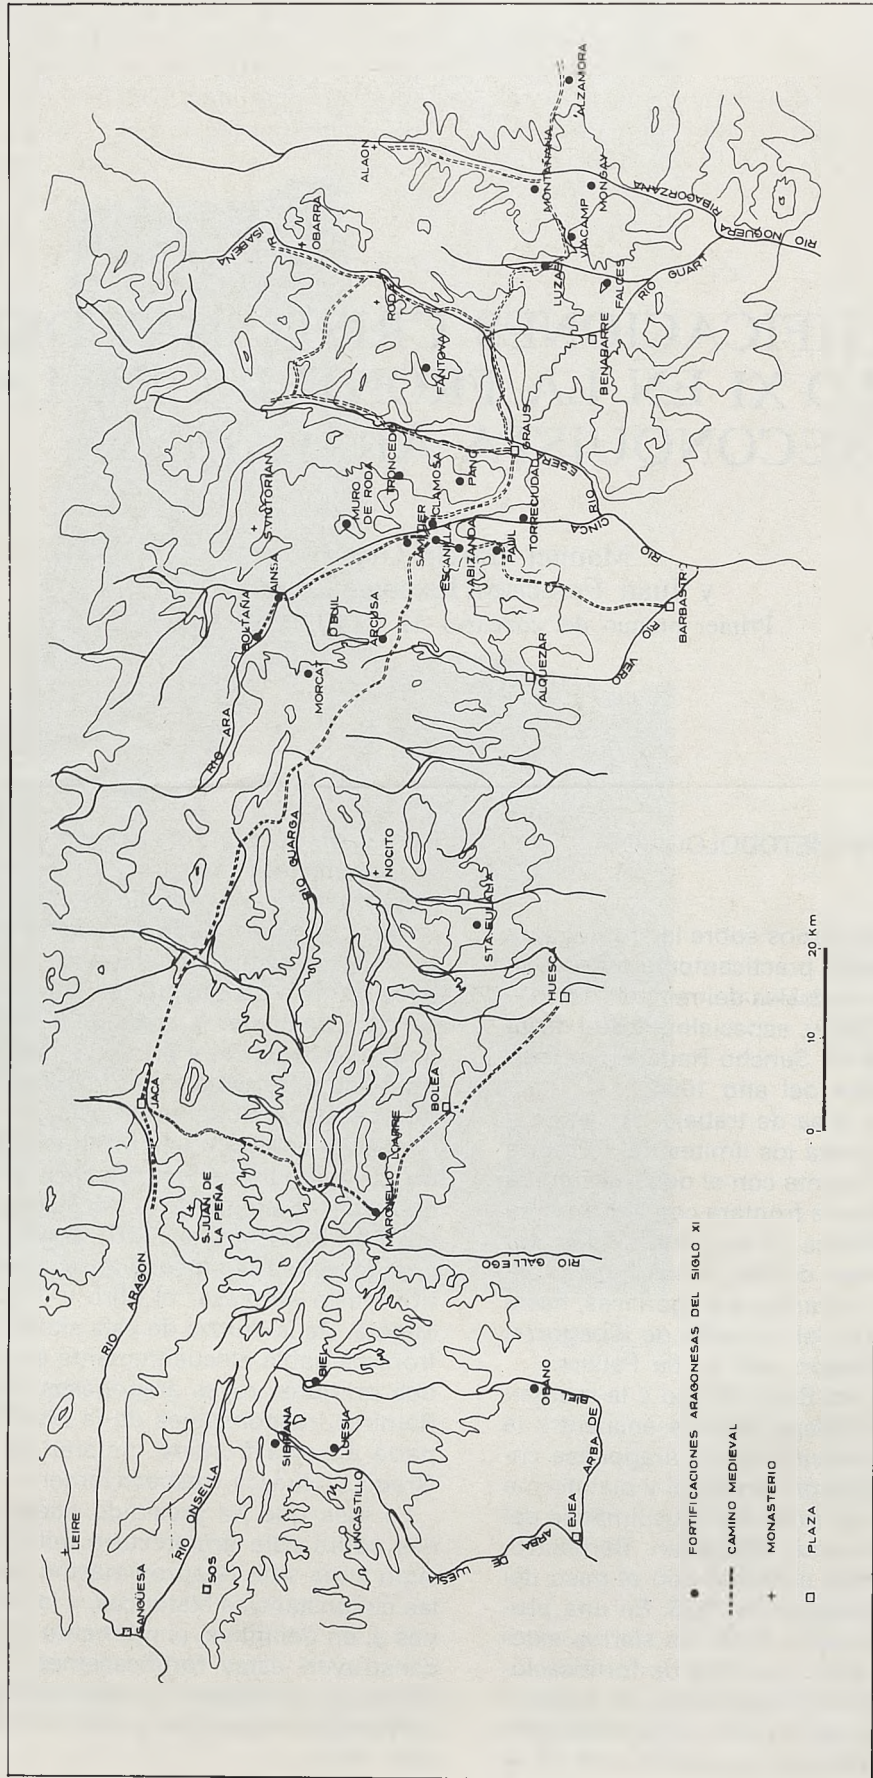 LEIRE
SANGÜESA
RIO ARAGON
RIO ONSELLA
SOS
S. JUAN DE
LA PEÑA
JACA
SIBIRANA
BIEL
LUESIA
UNCASTILLO
MARCUELLO
LOARRE
BOLEA
HUESCA
STA. EULALIA
NOCITO
RIO GUARGA
RIO GALLEGO
OBANO
EJEA
ARBA DE
BIEL
ARBA
DE
LUESIA
RIO ARA
BOLTAÑA
AINSA
MORCAT
BUIL
ARCUSA
S. VICTORIAN
MURO
DE RODA
TRONCEDO
SAMITIER
CLAMOSA
ESCANILLA
ABIZANDA
PANO
PAUL
TORRECIUDAD
GRAUS
RIO
ESERA
RIO
CINCA
ALQUEZAR
RIO
VERO
BARBASTRO
R. ISABENA
OBARRA
RODA
FANTOVA
ALAON
MONTAÑANA
ALZAMORA
VIACAMP
MONGAY
LUZAS
FALCES
BENABARRE
RIO GUART
RIO NOGUERA
RIBAGORZANA
● FORTIFICACIONES ARAGONESAS DEL SIGLO XI
CAMINO MEDIEVAL
+ MONASTERIO
□ PLAZA
0 10 20 Km